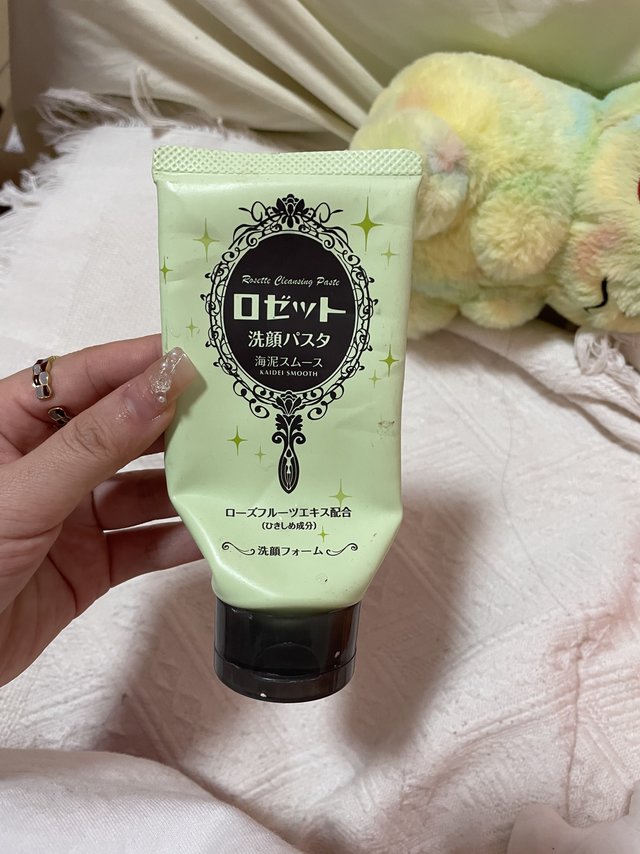 Rosette Cleansing Paste
ロゼット
洗顔パスタ
海泥スムース
KAIDEI SMOOTH
ローズフルーツエキス配合
(ひきしめ成分)
洗顔フォーム